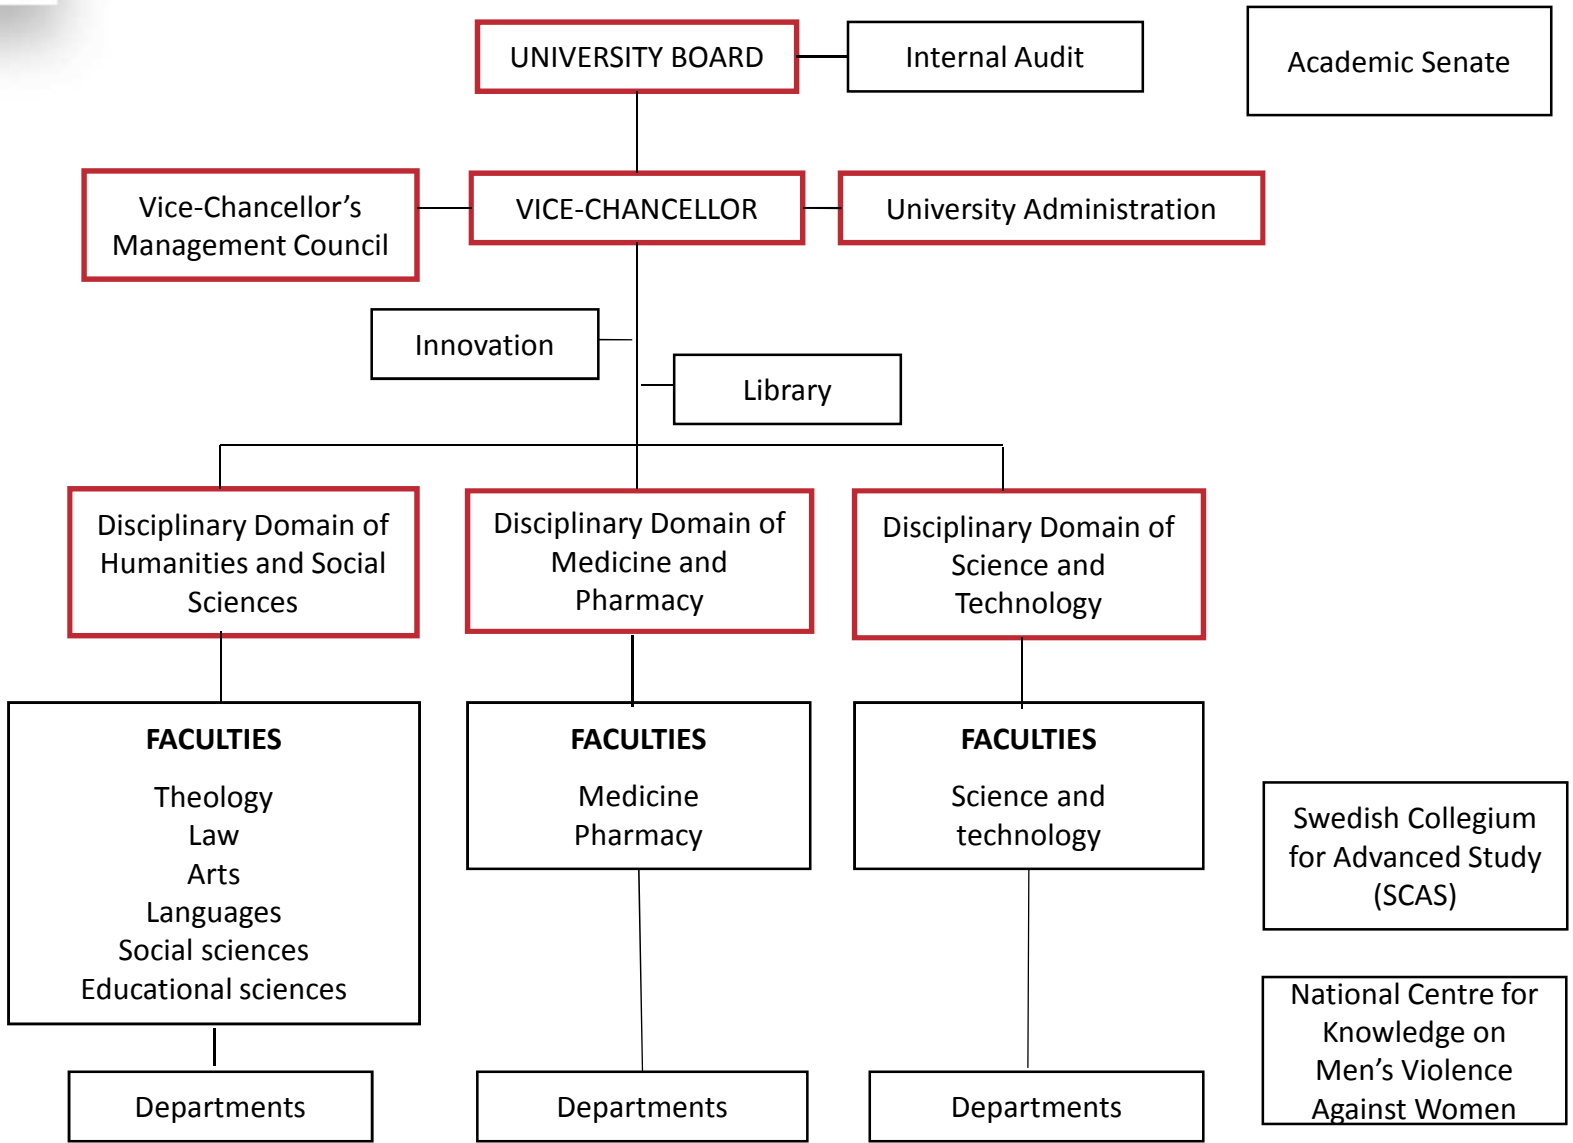 UNIVERSITY BOARD
Internal Audit
Academic Senate
Vice-Chancellor’s
Management Council
VICE-CHANCELLOR
University Administration
Innovation
Library
Disciplinary Domain of
Humanities and Social
Sciences
Disciplinary Domain of
Medicine and
Pharmacy
Disciplinary Domain of
Science and
Technology
FACULTIES
Theology
Law
Arts
Languages
Social sciences
Educational sciences
FACULTIES
Medicine
Pharmacy
FACULTIES
Science and
technology
Swedish Collegium
for Advanced Study
(SCAS)
National Centre for
Knowledge on
Men’s Violence
Against Women
Departments
Departments
Departments